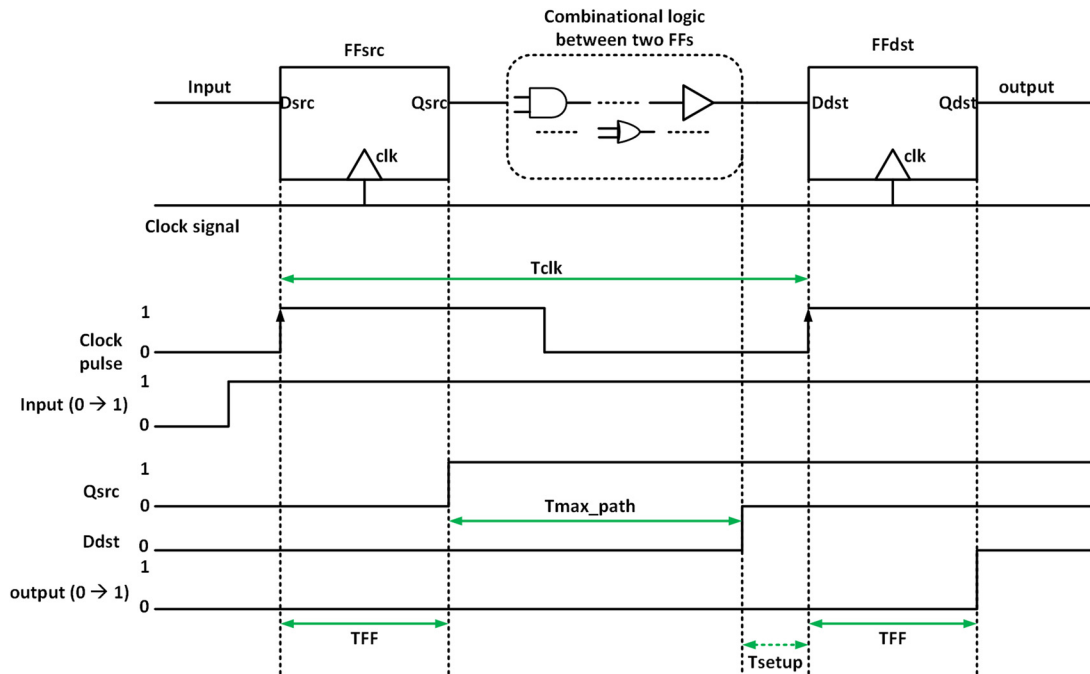 Combinational logic
between two FFs
FFsrc
FFdst
Input
Dsrc
Qsrc
Ddst
Qdst
output
clk
clk
Clock signal
Tclk
1
Clock
pulse
0
1
Input (0 → 1)
0
1
Qsrc
0
Tmax_path
Ddst
0
1
output (0 → 1)
0
TFF
Tsetup
TFF